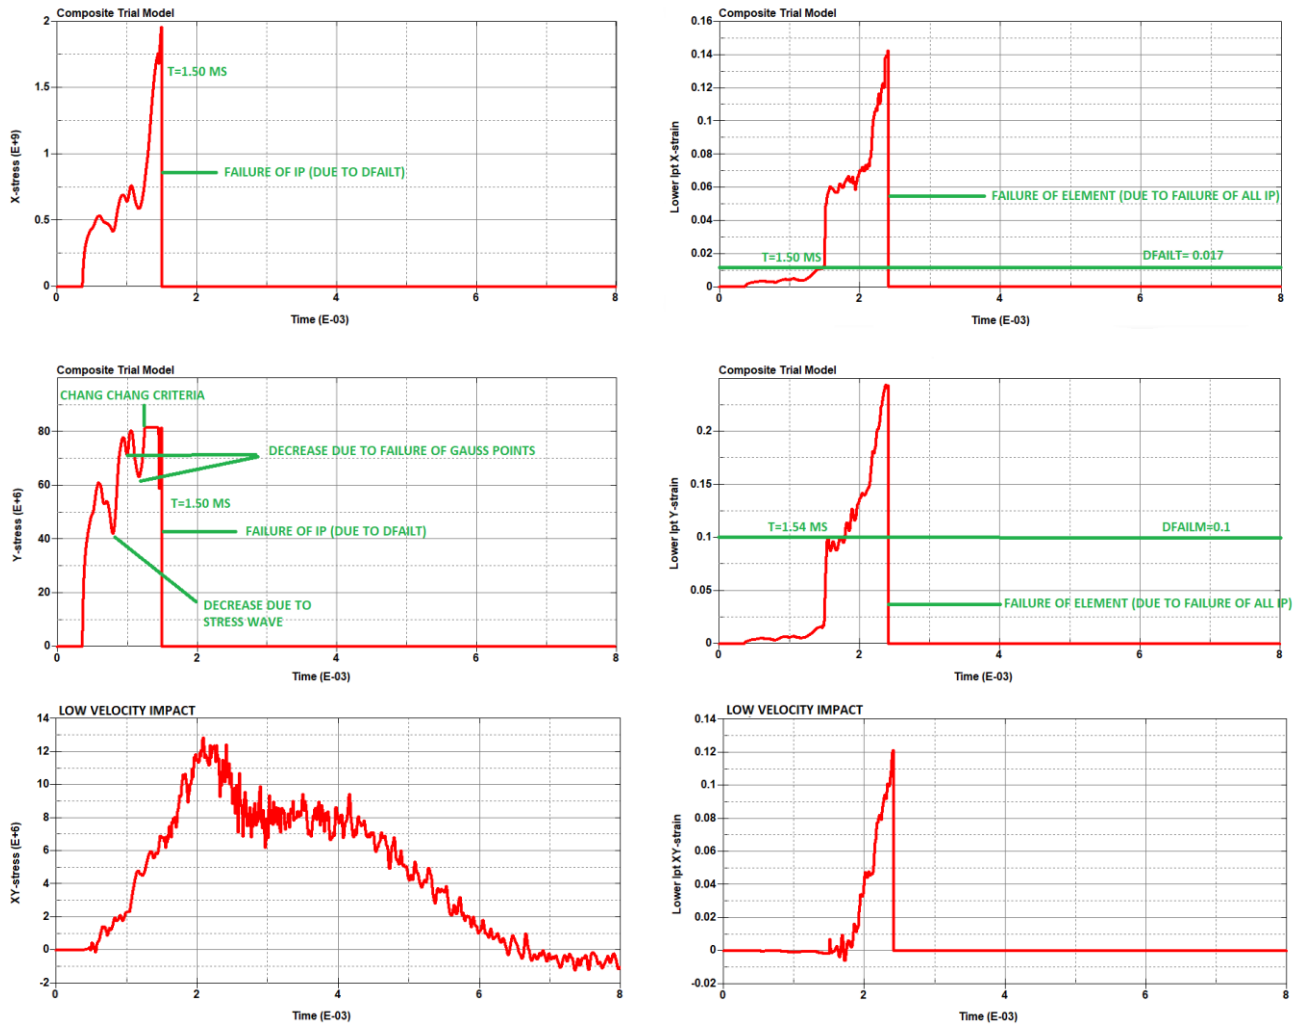 Composite Trial Model
2
1.5
1
0.5
0
X-stress (E+9)
T=1.50 MS
FAILURE OF IP (DUE TO DFAILT)
0 2 4 6 8
Time (E-03)
Composite Trial Model
0.16
0.14
0.12
0.1
0.08
0.06
0.04
0.02
0
Lower Ipt X-strain
FAILURE OF ELEMENT (DUE TO FAILURE OF ALL IP)
T=1.50 MS
DFAILT= 0.017
0 2 4 6 8
Time (E-03)
Composite Trial Model
CHANG CHANG CRITERIA
80
60
40
20
0
Y-stress (E+6)
DECREASE DUE TO FAILURE OF GAUSS POINTS
T=1.50 MS
FAILURE OF IP (DUE TO DFAILT)
DECREASE DUE TO
STRESS WAVE
0 2 4 6 8
Time (E-03)
Composite Trial Model
0.2
0.15
0.1
0.05
0
Lower Ipt Y-strain
T=1.54 MS
DFAILM=0.1
FAILURE OF ELEMENT (DUE TO FAILURE OF ALL IP)
0 2 4 6 8
Time (E-03)
LOW VELOCITY IMPACT
14
12
10
8
6
4
2
0
-2
XY-stress (E+6)
0 2 4 6 8
Time (E-03)
LOW VELOCITY IMPACT
0.14
0.12
0.1
0.08
0.06
0.04
0.02
0
-0.02
Lower Ipt XY-strain
0 2 4 6 8
Time (E-03)